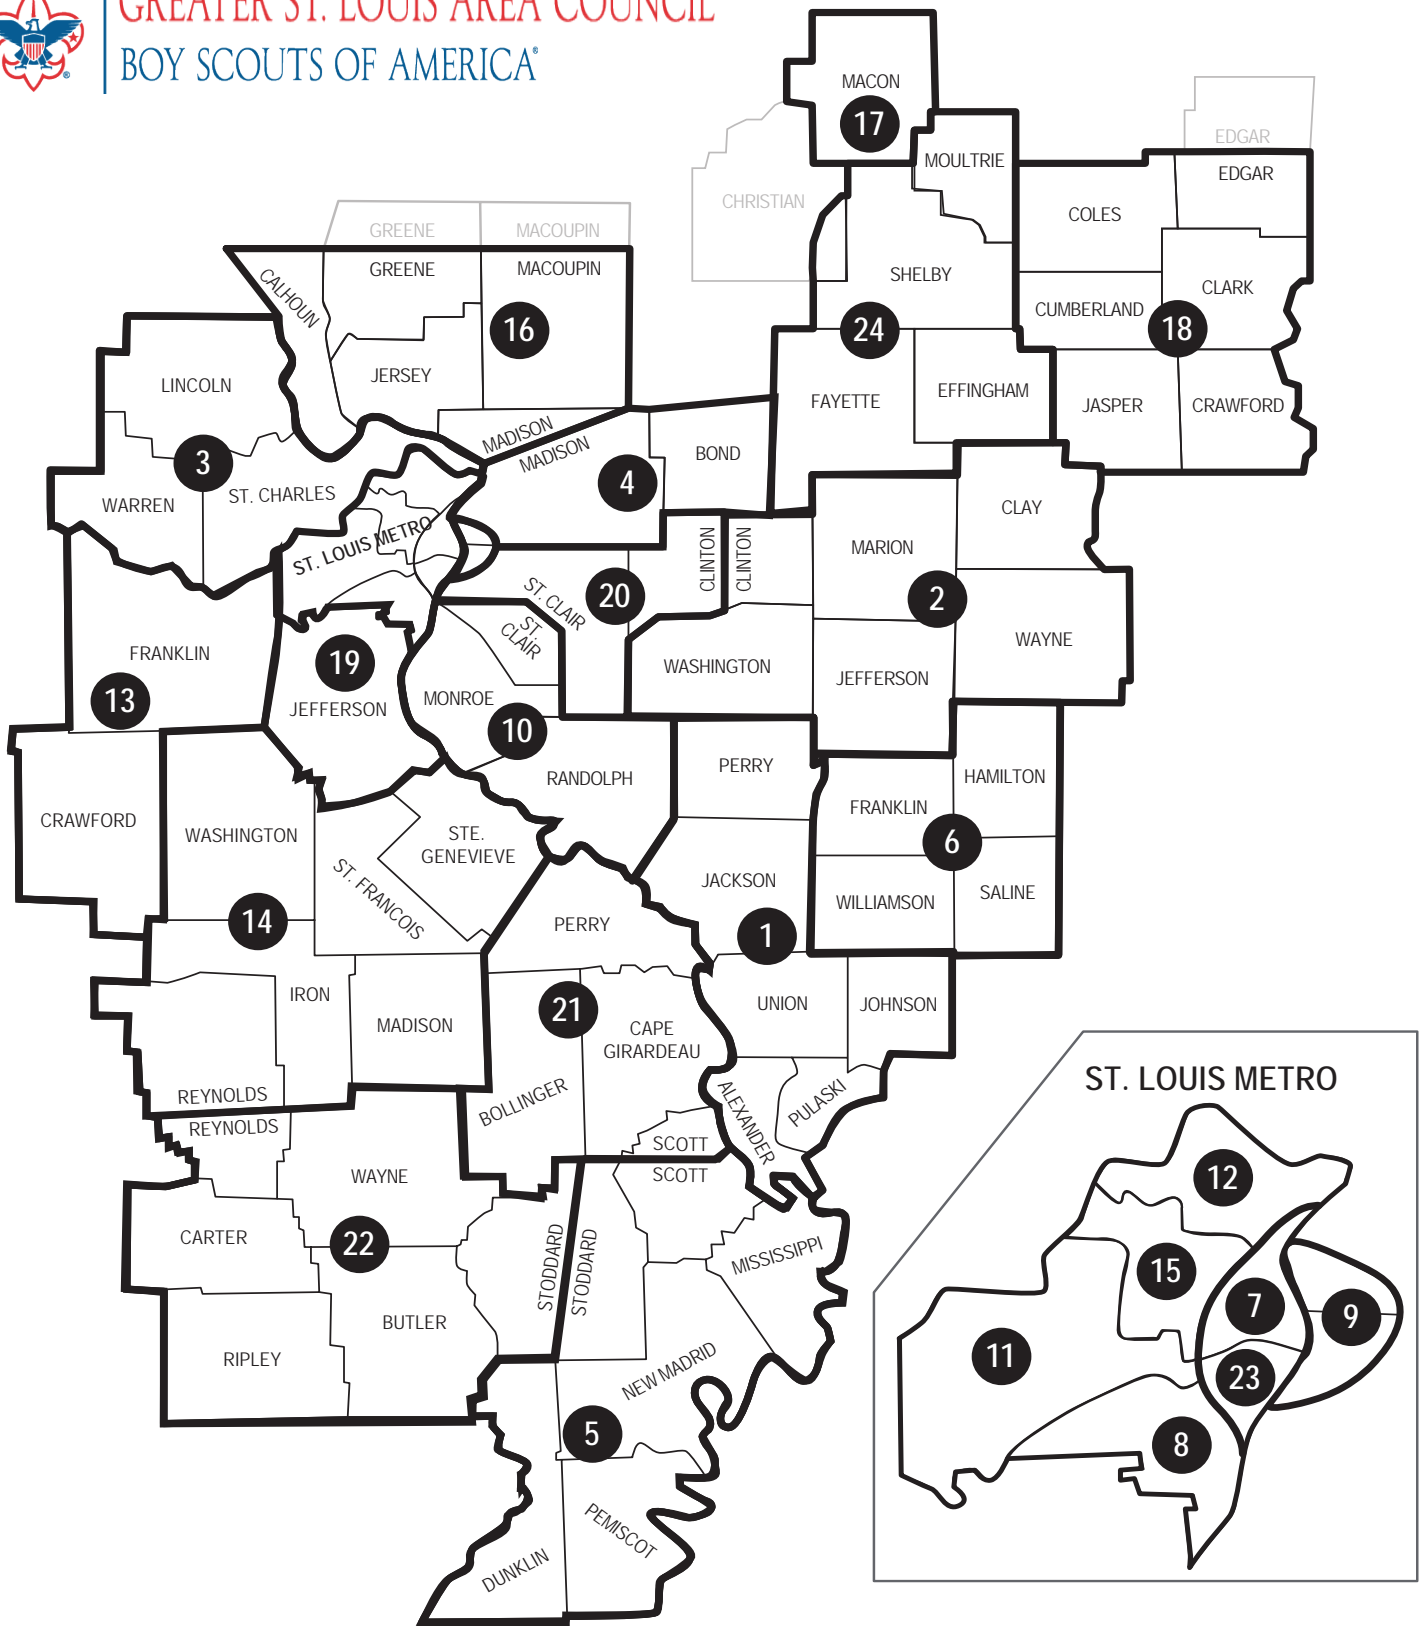 GREATER ST. LOUIS AREA COUNCIL
BOY SCOUTS OF AMERICA®
MACON
17
EDGAR
MOULTRIE
EDGAR
CHRISTIAN
COLES
GREENE
MACOUPIN
GREENE
MACOUPIN
CALHOUN
SHELBY
CLARK
CUMBERLAND
16
24
18
LINCOLN
JERSEY
FAYETTE
EFFINGHAM
JASPER
CRAWFORD
MADISON
MADISON
BOND
3
4
WARREN
ST. CHARLES
CLAY
ST. LOUIS METRO
CLINTON
CLINTON
MARION
ST. CLAIR
20
2
ST.
CLAIR
WAYNE
FRANKLIN
19
WASHINGTON
JEFFERSON
13
JEFFERSON
MONROE
10
RANDOLPH
PERRY
HAMILTON
FRANKLIN
CRAWFORD
WASHINGTON
STE.
GENEVIEVE
6
ST. FRANCOIS
JACKSON
WILLIAMSON
SALINE
14
PERRY
1
IRON
21
UNION
JOHNSON
MADISON
CAPE
GIRARDEAU
REYNOLDS
REYNOLDS
BOLLINGER
ALEXANDER
PULASKI
SCOTT
SCOTT
WAYNE
CARTER
22
STODDARD
STODDARD
MISSISSIPPI
BUTLER
RIPLEY
NEW MADRID
5
PEMISCOT
DUNKLIN
ST. LOUIS METRO
12
15
7
9
11
23
8